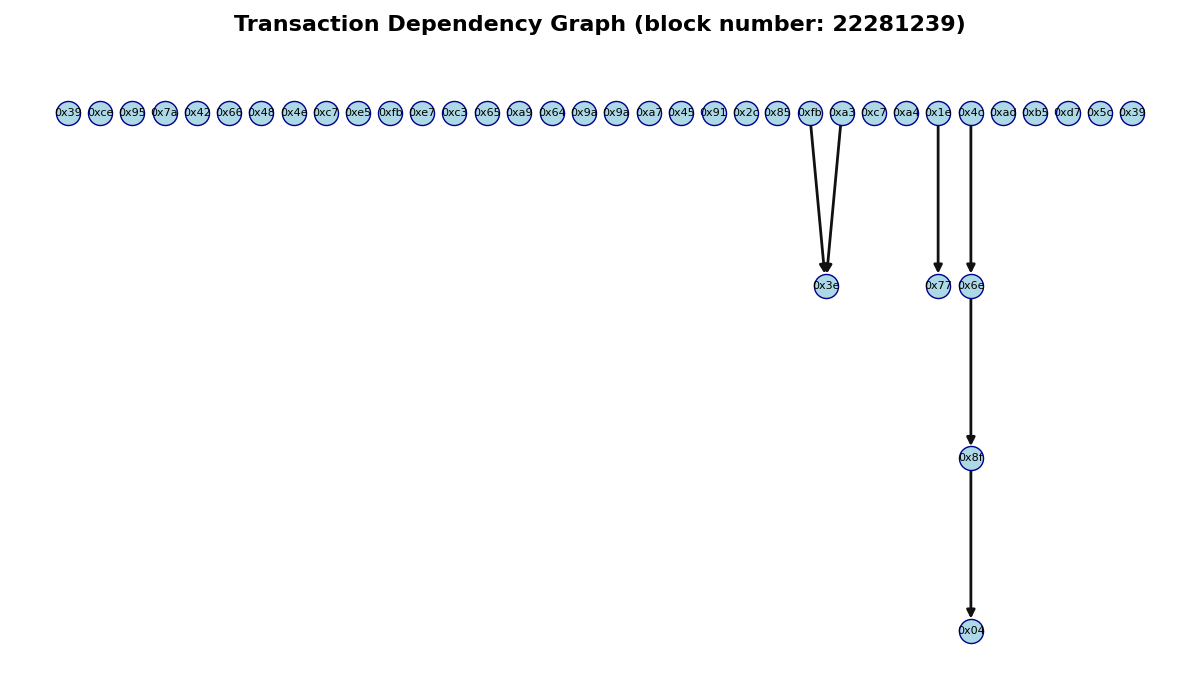 Transaction Dependency Graph (block number: 22281239)
0x39 0xce 0x95 0x7a 0x42 0x66 0x48 0x4e 0xc7 0xe5 0xfb 0xe7 0xc3 0x65 0xa9 0x64 0x9a 0x9a 0xa7 0x45 0x91 0x2c 0x85 0xfb 0xa3 0xc7 0xa4 0x1e 0x4c 0xad 0xb5 0xd7 0x5c 0x39
0x3e 0x77 0x6e
0x8f
0x04